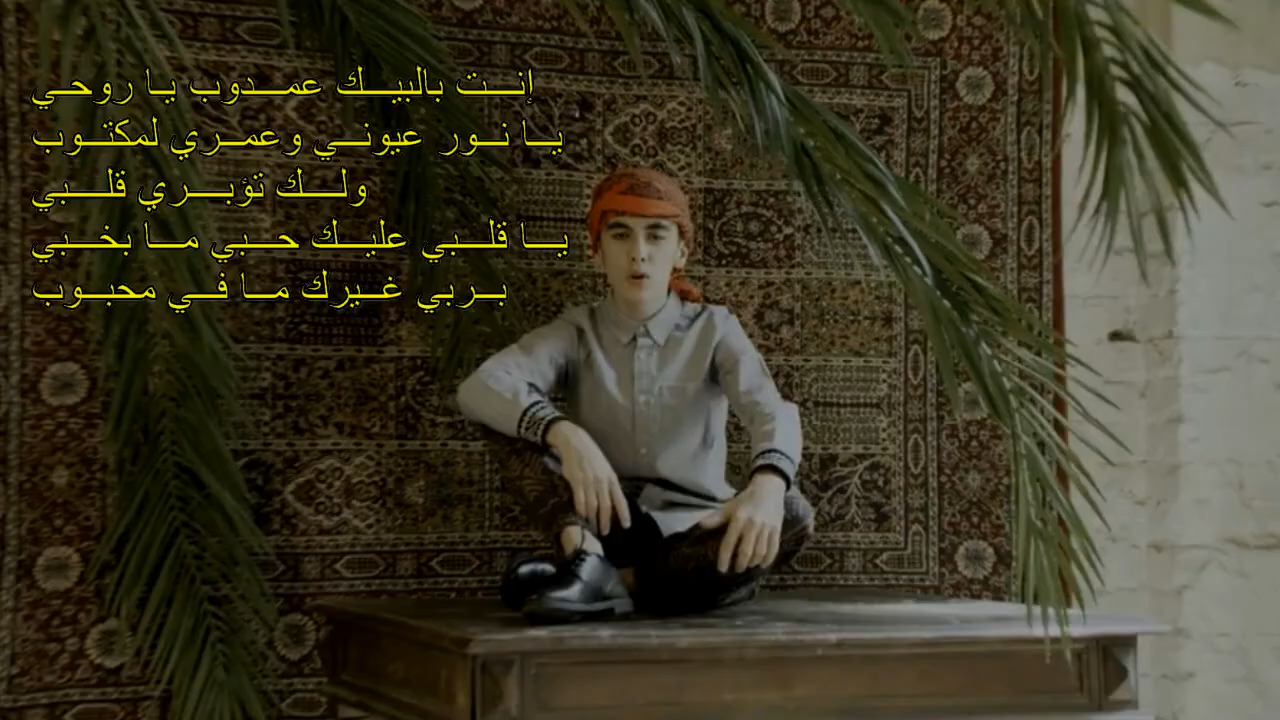 إنت بالبيك عمدوب يا روحي
يا نور عيوني وعمري لمكتوب
ولك تؤبري قلبي
يا قلبي عليك حبي ما بخبي
بربي غيرك ما في محبوب